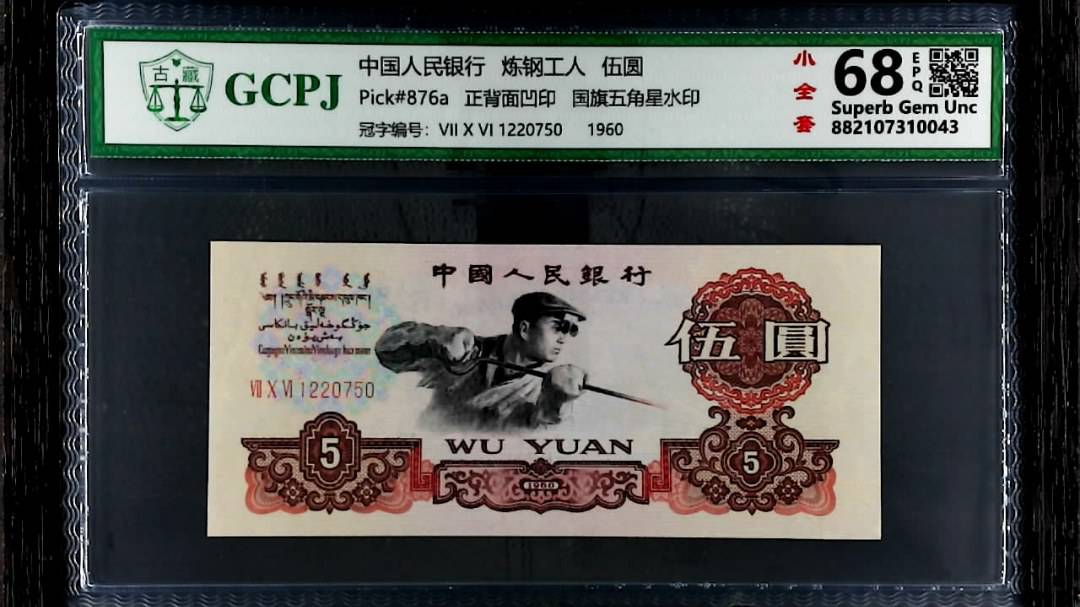 古 藏
GCPJ
中国人民银行 炼钢工人 伍圆
Pick#876a 正背面凹印 国旗五角星水印
冠字编号: VII X VI 1220750 1960
小全套
68 EPQ
Superb Gem Unc
882107310043
中國人民銀行
伍圓
VII X VI 1220750
5
WU YUAN
5
1960